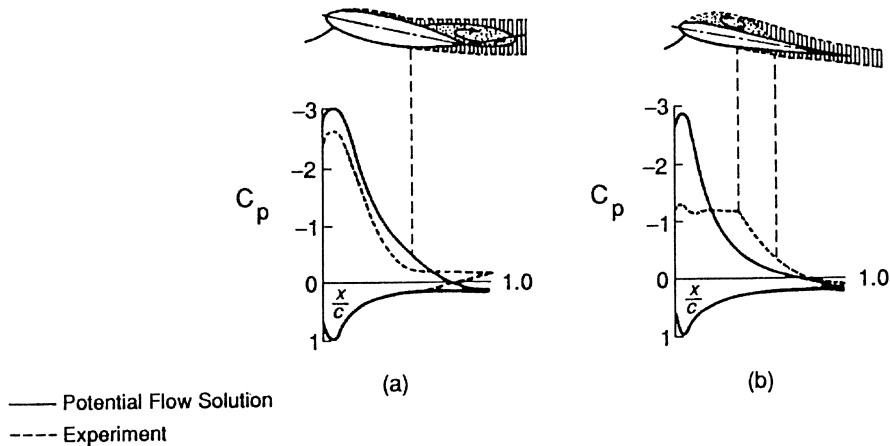 −3
−2
C p
−1
0
x/c
1.0
1
(a)
−3
−2
C p
−1
0
x/c
1.0
1
(b)
Potential Flow Solution
Experiment